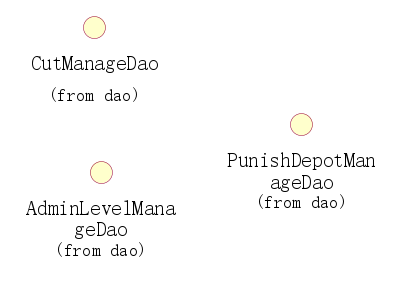 CutManageDao
(from dao)
PunishDepotMan
ageDao
(from dao)
AdminLevelMana
geDao
(from dao)